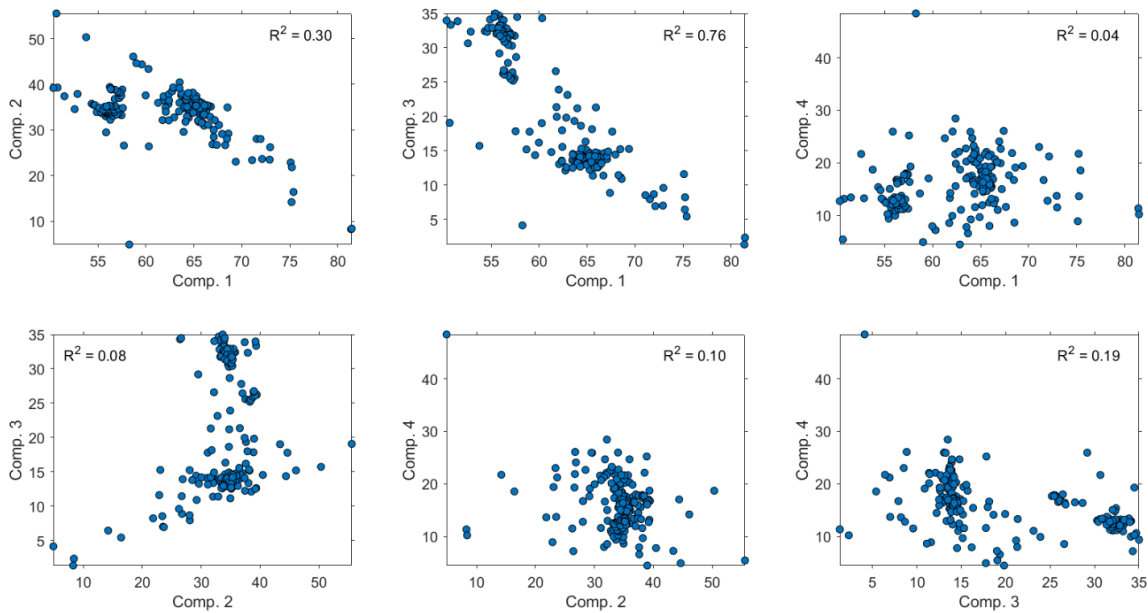 R² = 0.30
50
40
30
20
10
Comp. 2
55 60 65 70 75 80
Comp. 1
R² = 0.76
35
30
25
20
15
10
5
Comp. 3
55 60 65 70 75 80
Comp. 1
R² = 0.04
40
30
20
10
Comp. 4
55 60 65 70 75 80
Comp. 1
R² = 0.08
35
30
25
20
15
10
5
Comp. 3
10 20 30 40 50
Comp. 2
R² = 0.10
40
30
20
10
Comp. 4
10 20 30 40 50
Comp. 2
R² = 0.19
40
30
20
10
Comp. 4
5 10 15 20 25 30 35
Comp. 3